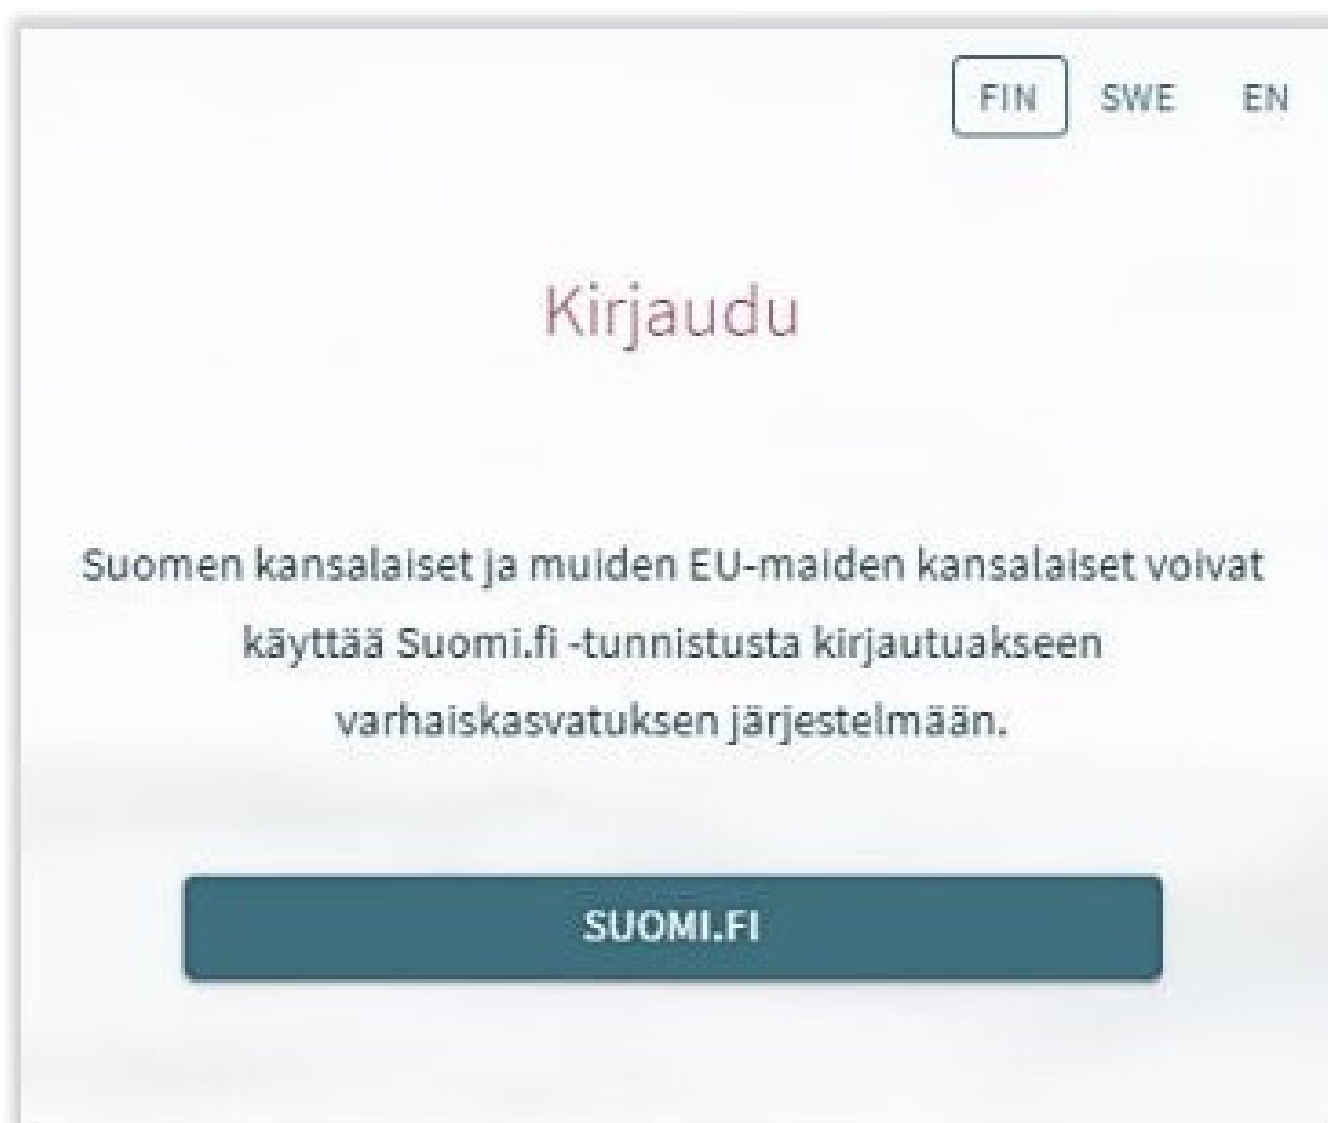 FIN SWE EN
Kirjaudu
Suomen kansalaiset ja muiden EU-maiden kansalaiset voivat
käyttää Suomi.fi -tunnistusta kirjautuakseen
varhaiskasvatuksen järjestelmään.
SUOMI.FI